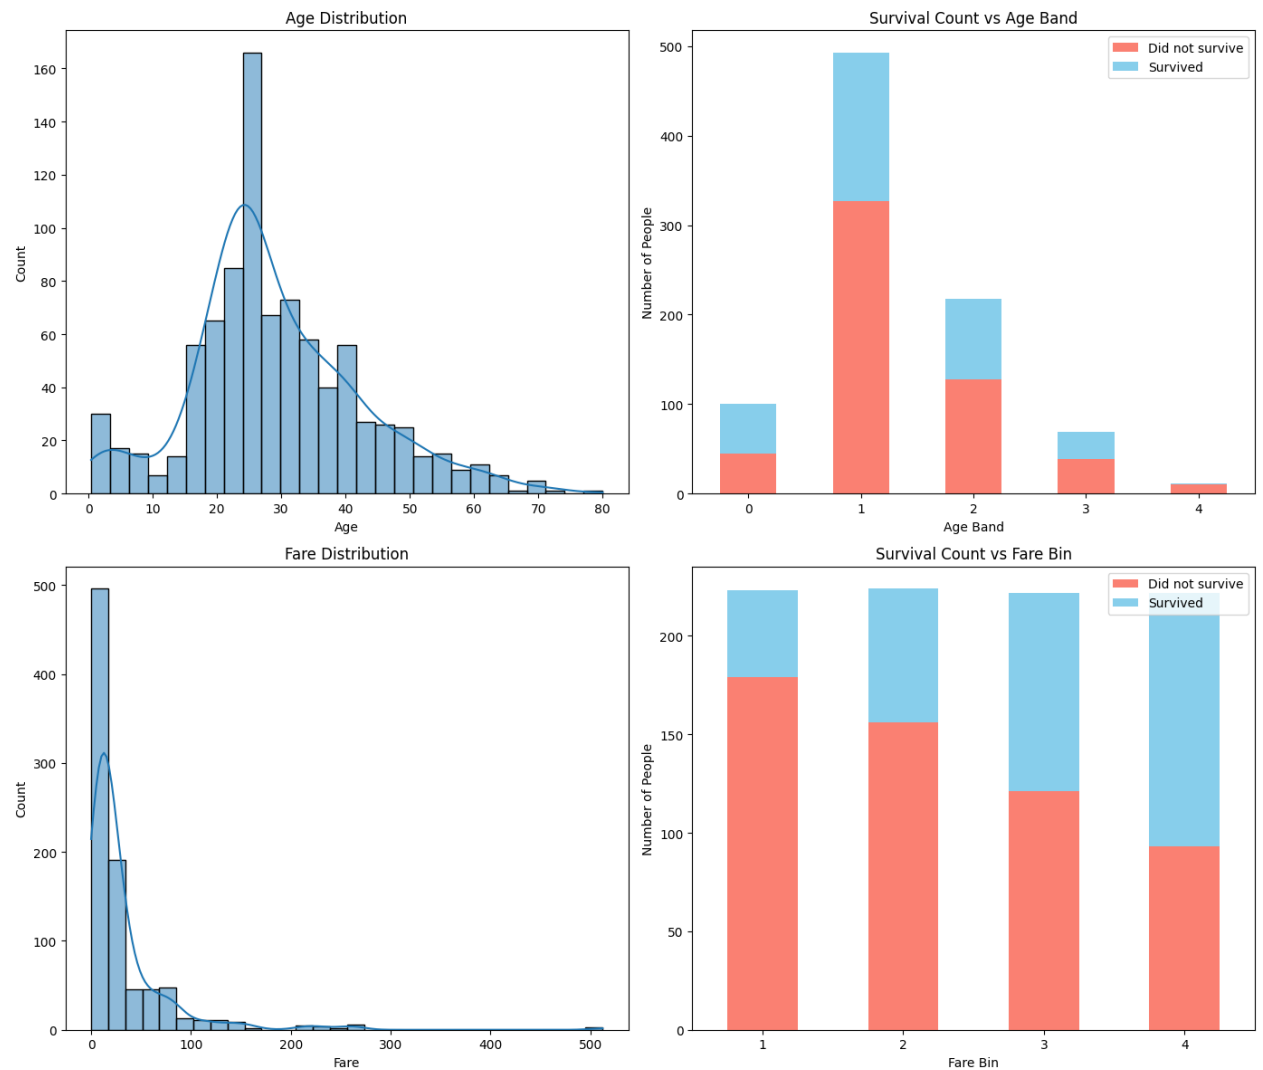 Age Distribution
160
140
120
100
80
60
40
20
0
Count
0 10 20 30 40 50 60 70 80
Age
Survival Count vs Age Band
Did not survive
Survived
500
400
300
200
100
0
Number of People
0 1 2 3 4
Age Band
Fare Distribution
500
400
300
200
100
0
Count
0 100 200 300 400 500
Fare
Survival Count vs Fare Bin
Did not survive
Survived
200
150
100
50
0
Number of People
1 2 3 4
Fare Bin